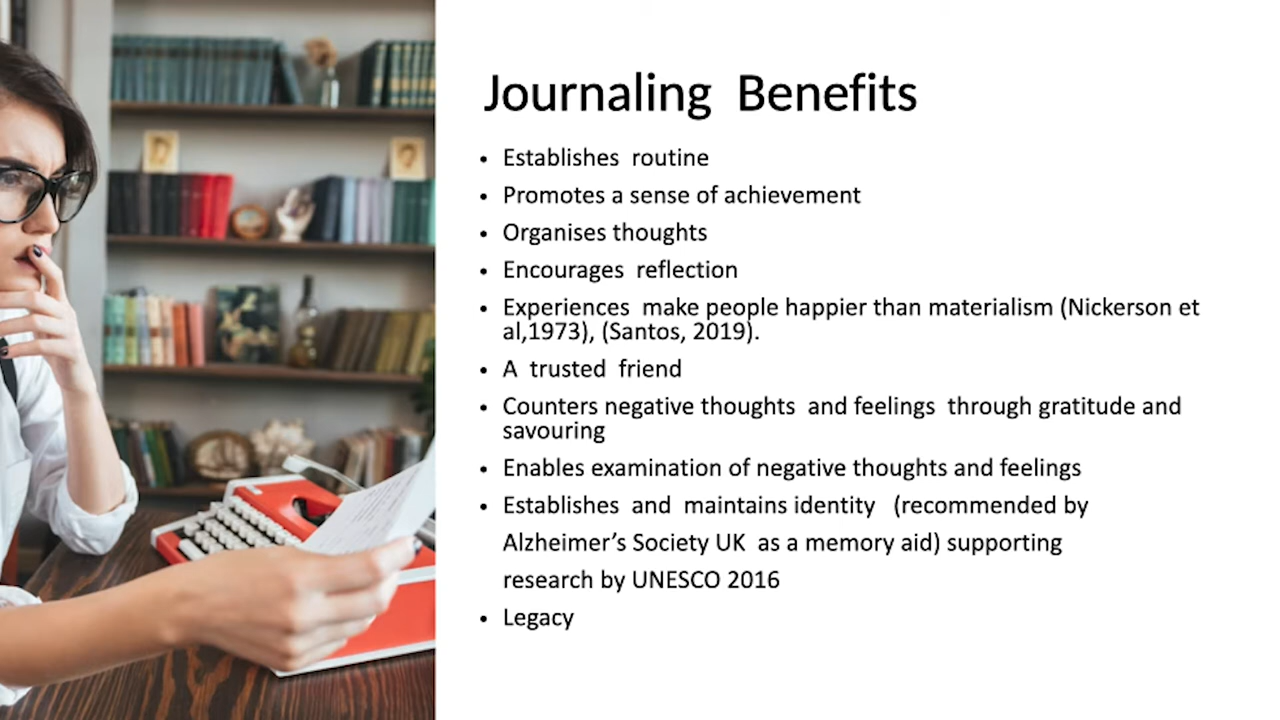 Journaling Benefits
• Establishes routine
• Promotes a sense of achievement
• Organises thoughts
• Encourages reflection
• Experiences make people happier than materialism (Nickerson et
al,1973), (Santos, 2019).
• A trusted friend
• Counters negative thoughts and feelings through gratitude and
savouring
• Enables examination of negative thoughts and feelings
• Establishes and maintains identity (recommended by
Alzheimer’s Society UK as a memory aid) supporting
research by UNESCO 2016
• Legacy